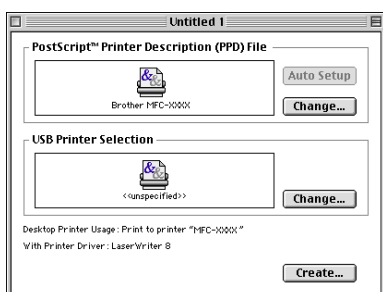 Untitled 1
PostScript™ Printer Description (PPD) File
Auto Setup
Brother MFC-XXXX
Change...
USB Printer Selection
<<unspecified>>
Change...
Desktop Printer Usage : Print to printer "MFC-XXXX"
With Printer Driver : LaserWriter 8
Create...